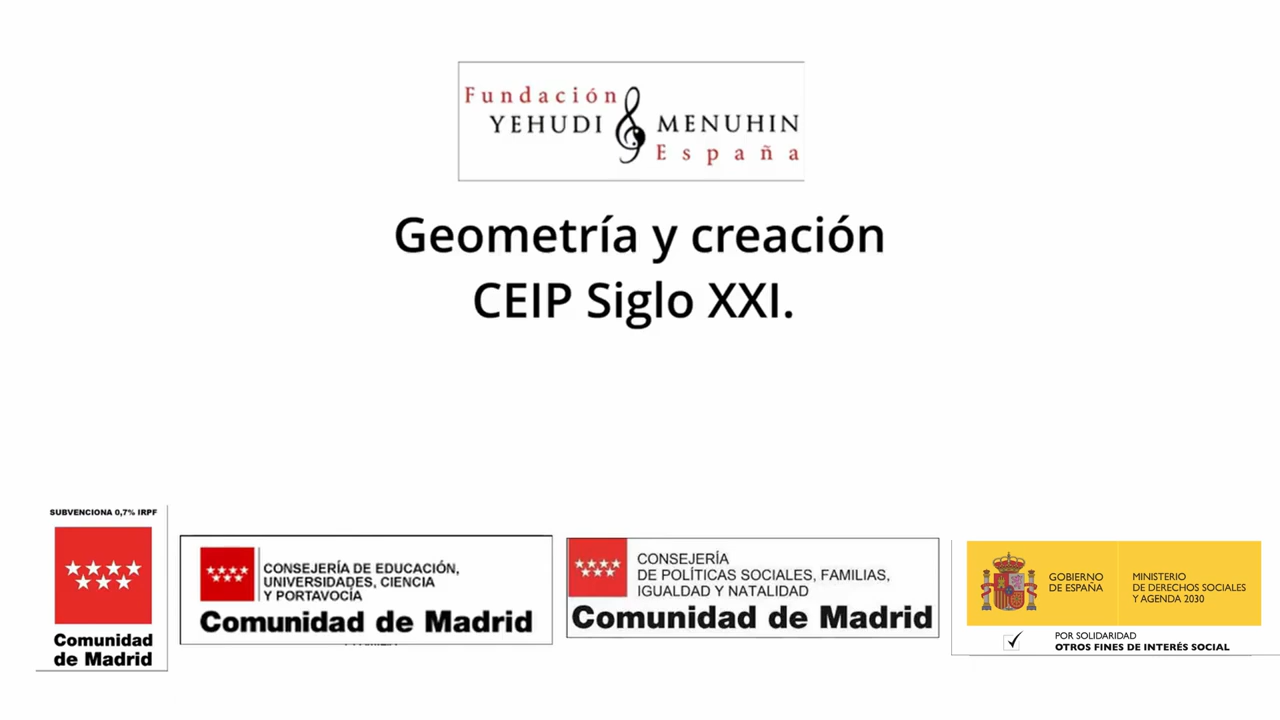 Fundación
YEHUDI MENUHIN
España
Geometría y creación
CEIP Siglo XXI.
SUBVENCIONA 0,7% IRPF
Comunidad
de Madrid
CONSEJERÍA DE EDUCACIÓN,
UNIVERSIDADES, CIENCIA
Y PORTAVOCÍA
Comunidad de Madrid
CONSEJERÍA
DE POLÍTICAS SOCIALES, FAMILIAS,
IGUALDAD Y NATALIDAD
Comunidad de Madrid
GOBIERNO
DE ESPAÑA
MINISTERIO
DE DERECHOS SOCIALES
Y AGENDA 2030
POR SOLIDARIDAD
OTROS FINES DE INTERÉS SOCIAL